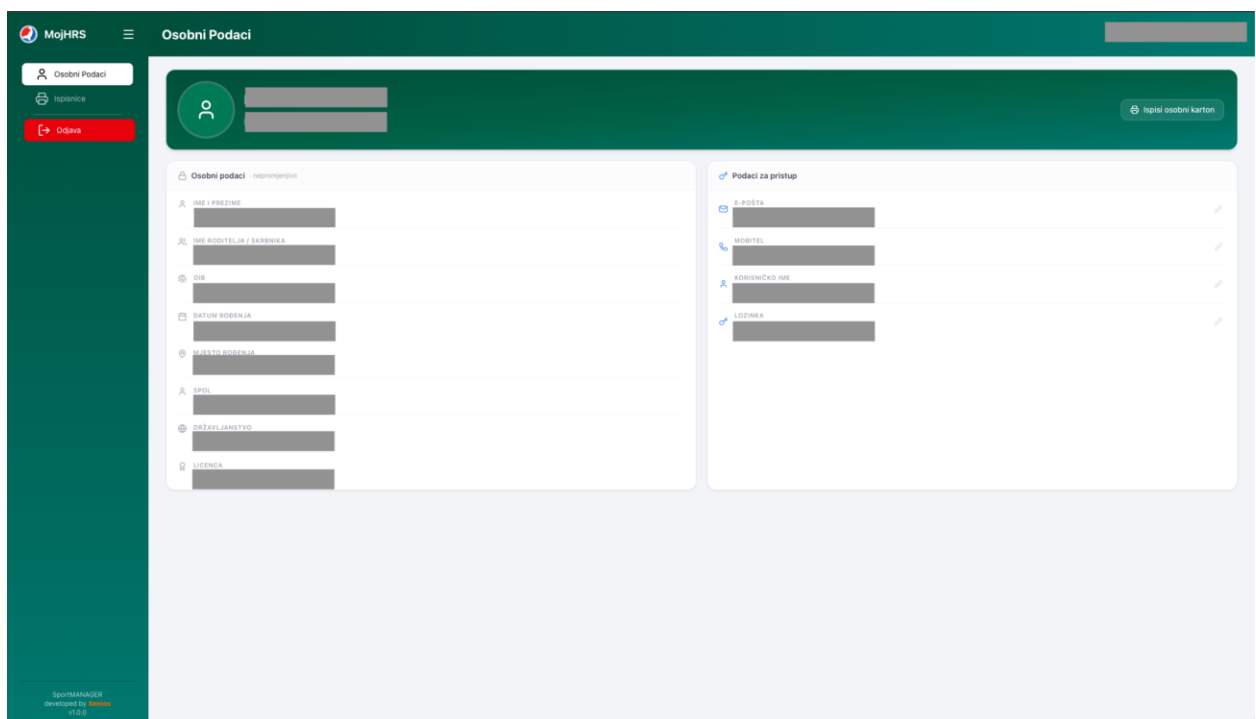 MojHRS
Osobni Podaci
Osobni Podaci
Ispisnice
Odjava
Ispisi osobni karton
Osobni podaci - nepromjenjivo
IME I PREZIME
IME RODITELJA / SKRBNIKA
OIB
DATUM ROĐENJA
MJESTO ROĐENJA
SPOL
DRŽAVLJANSTVO
LICENCA
Podaci za pristup
E-POŠTA
MOBITEL
KORISNIČKO IME
LOZINKA
SportMANAGER
developed by Xenios
v1.0.0